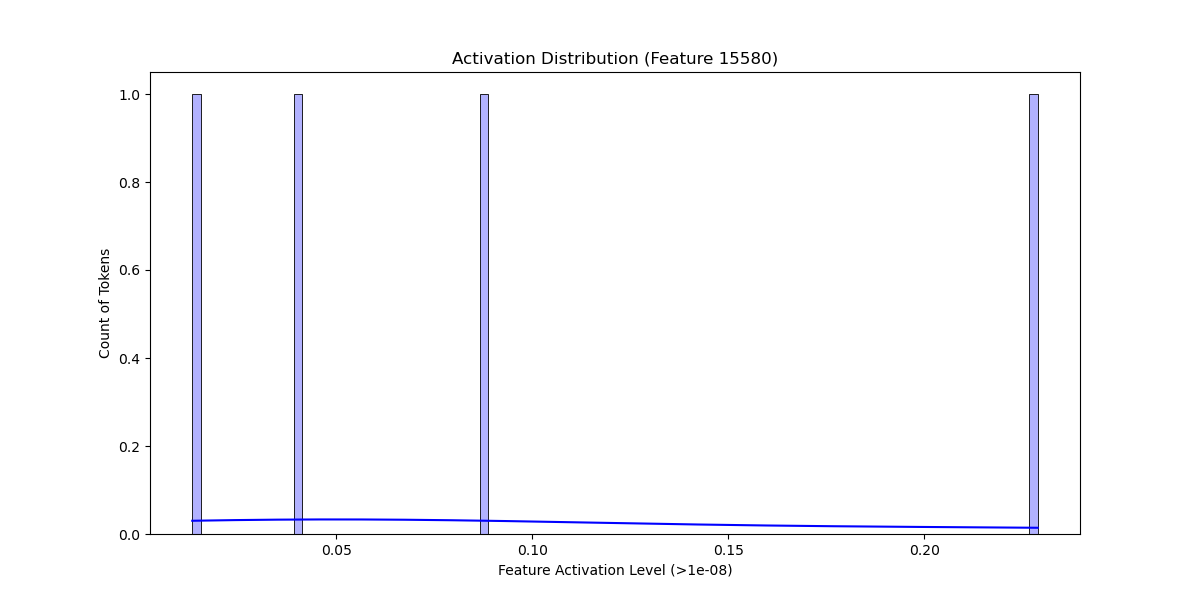 Activation Distribution (Feature 15580)
1.0
0.8
0.6
0.4
0.2
0.0
Count of Tokens
0.05 0.10 0.15 0.20
Feature Activation Level (>1e-08)